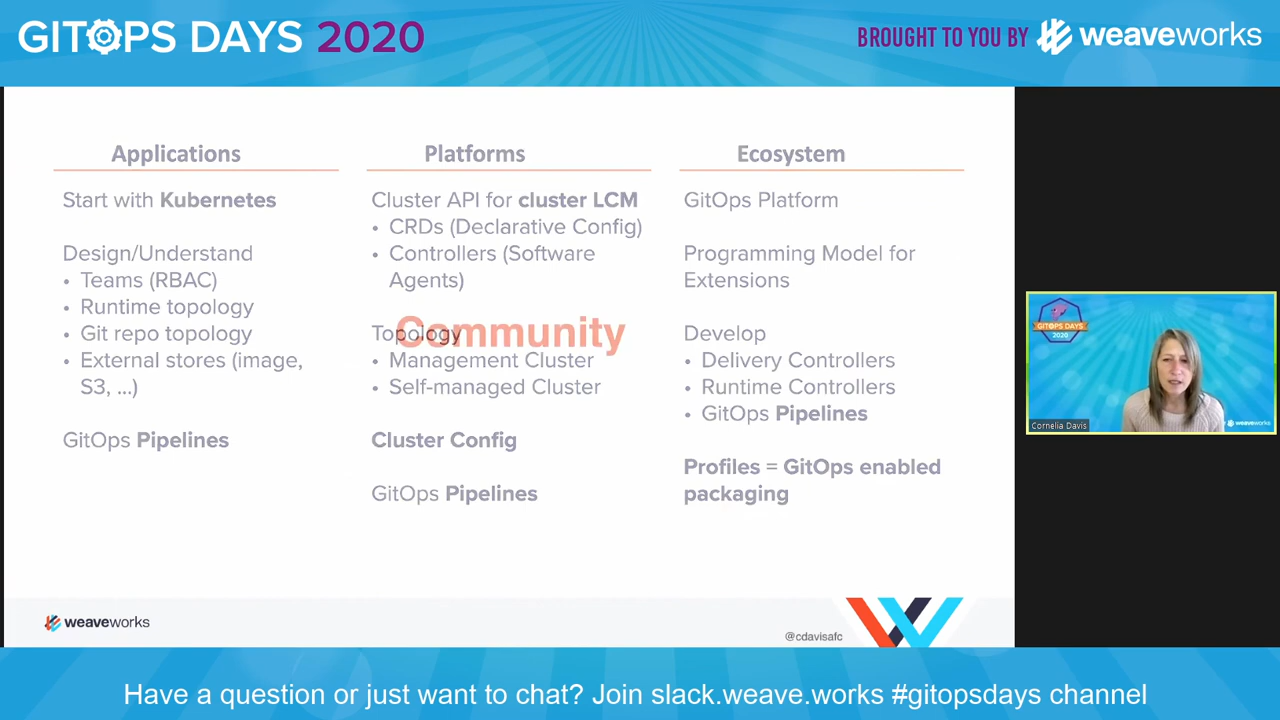 GITOPS DAYS 2020
BROUGHT TO YOU BY weaveworks
Applications
Start with Kubernetes
Design/Understand
• Teams (RBAC)
• Runtime topology
• Git repo topology
• External stores (image,
S3, ...)
GitOps Pipelines
Platforms
Cluster API for cluster LCM
• CRDs (Declarative Config)
• Controllers (Software
Agents)
Topology
Community
• Management Cluster
• Self-managed Cluster
Cluster Config
GitOps Pipelines
Ecosystem
GitOps Platform
Programming Model for
Extensions
Develop
• Delivery Controllers
• Runtime Controllers
• GitOps Pipelines
Profiles = GitOps enabled
packaging
GITOPS DAYS
2020
Cornelia Davis
weaveworks
weaveworks
@cdavisafc
Have a question or just want to chat? Join slack.weave.works #gitopsdays channel